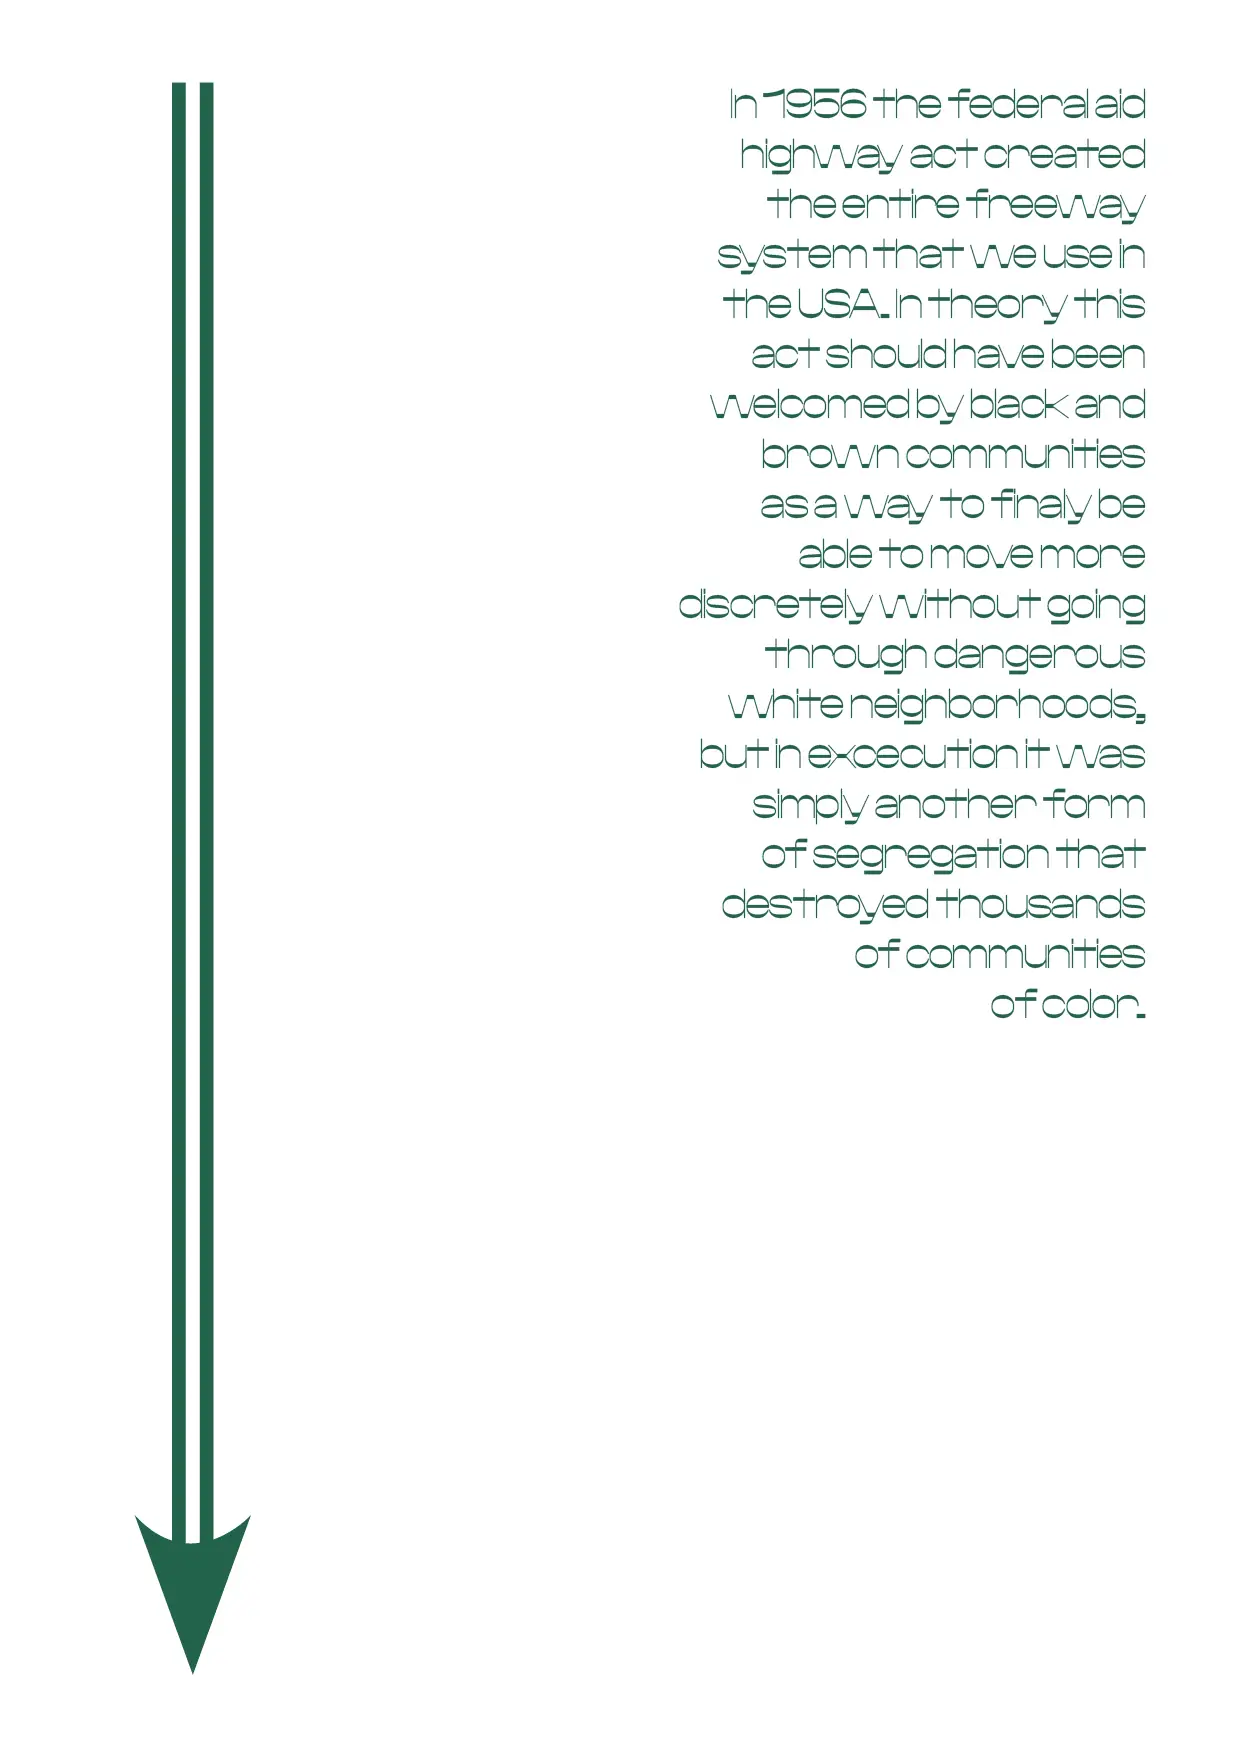 In 1956 the federal aid
highway act created
the entire freeway
system that we use in
the USA. In theory this
act should have been
welcomed by black and
brown communities
as a way to finaly be
able to move more
discretely without going
through dangerous
white neighborhoods,
but in excecution it was
simply another form
of segregation that
destroyed thousands
of communities
of color.